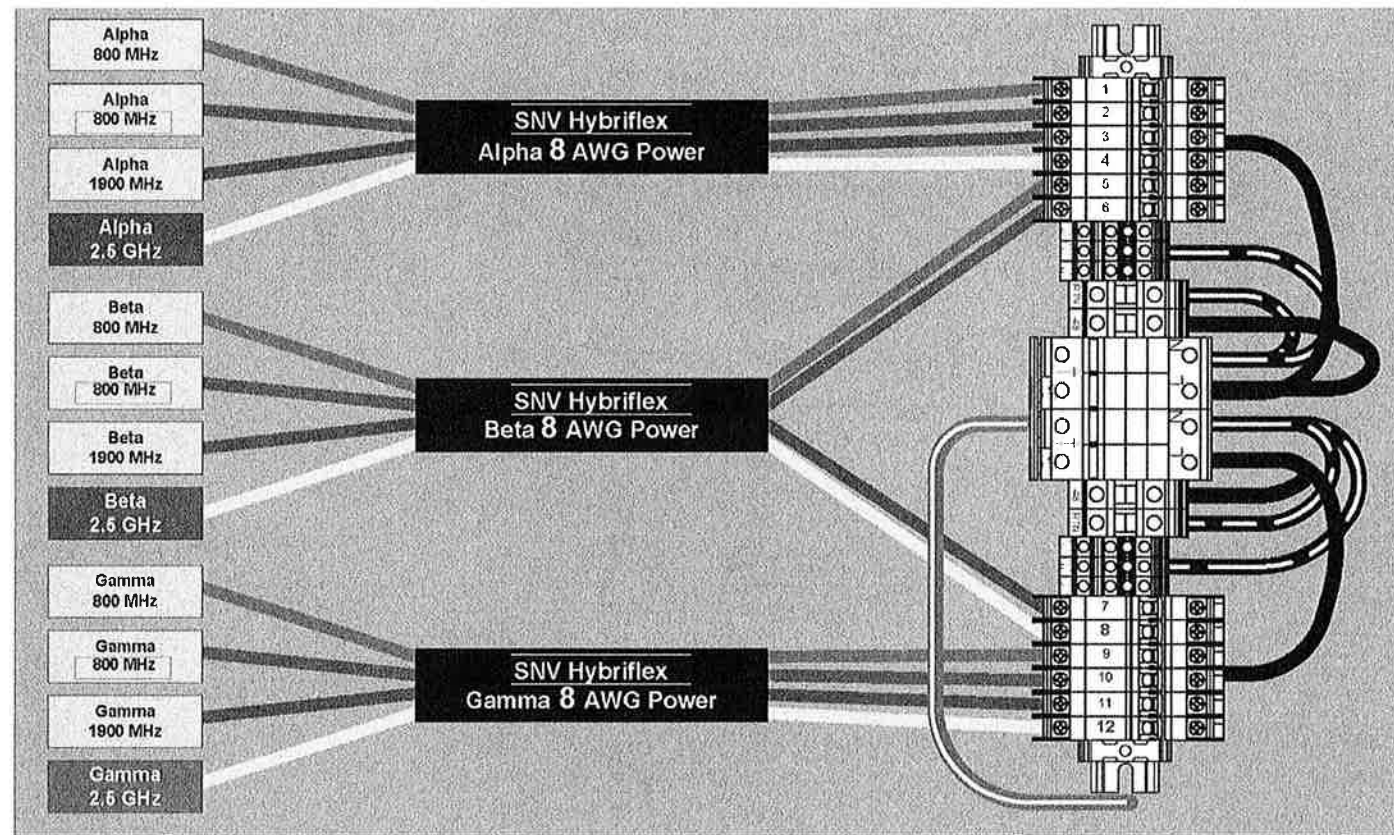 Alpha
800 MHz
Alpha
800 MHz
Alpha
1900 MHz
Alpha
2.5 GHz
SNV Hybriflex
Alpha 8 AWG Power
Beta
800 MHz
Beta
800 MHz
Beta
1900 MHz
Beta
2.5 GHz
SNV Hybriflex
Beta 8 AWG Power
Gamma
800 MHz
Gamma
800 MHz
Gamma
1900 MHz
Gamma
2.5 GHz
SNV Hybriflex
Gamma 8 AWG Power
1
2
3
4
5
6
7
8
9
10
11
12